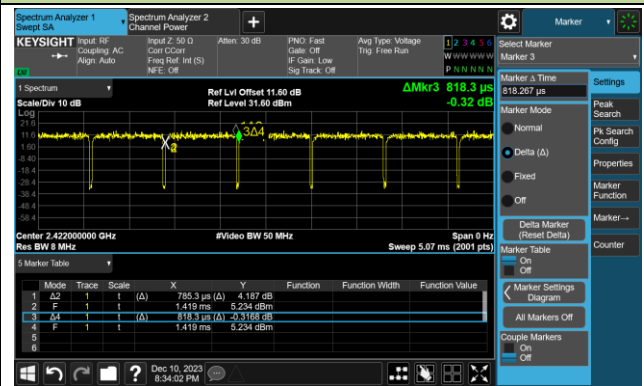 Spectrum Analyzer 1
Swept SA
Spectrum Analyzer 2
Channel Power
Marker
KEYSIGHT
Input: RF
Coupling: AC
Align: Auto
Input Z: 50 Ω
Corr CCorr
Freq Ref: Int (S)
NFE: Off
Atten: 30 dB
PNO: Fast
Gate: Off
IF Gain: Low
Sig Track: Off
Avg Type: Voltage
Trig: Free Run
1 2 3 4 5 6
W W W W W W
P N N N N N
LXI
Select Marker
Marker 3
1 Spectrum
Scale/Div 10 dB
Log
Ref Lvl Offset 11.60 dB
Ref Level 31.60 dBm
ΔMkr3 818.3 µs
-0.32 dB
21.6
11.6
1.60
-8.40
-18.4
-28.4
-38.4
-48.4
-58.4
3Δ4
X2
Center 2.422000000 GHz
Res BW 8 MHz
#Video BW 50 MHz
Span 0 Hz
Sweep 5.07 ms (2001 pts)
5 Marker Table
Mode Trace Scale X Y Function Function Width Function Value
1 Δ2 1 t (Δ) 785.3 µs (Δ) 4.187 dB
2 F 1 t 1.419 ms 5.234 dBm
3 Δ4 1 t (Δ) 818.3 µs (Δ) -0.3168 dB
4 F 1 t 1.419 ms 5.234 dBm
5
6
Marker Δ Time
818.267 µs
Marker Mode
Normal
Delta (Δ)
Fixed
Off
Delta Marker
(Reset Delta)
Marker Table
On
Off
Marker Settings
Diagram
All Markers Off
Couple Markers
On
Off
Settings
Peak
Search
Pk Search
Config
Properties
Marker
Function
Marker→
Counter
?
Dec 10, 2023
8:34:02 PM